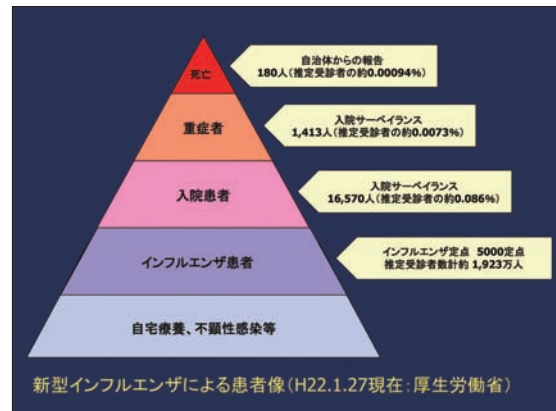 死亡
自治体からの報告
180人(推定受診者の約0.00094%)
重症者
入院サーベイランス
1,413人(推定受診者の約0.0073%)
入院患者
入院サーベイランス
16,570人(推定受診者の約0.086%)
インフルエンザ患者
インフルエンザ定点 5000定点
推定受診者数計約 1,923万人
自宅療養、不顕性感染等
新型インフルエンザによる患者像(H22.1.27現在:厚生労働省)